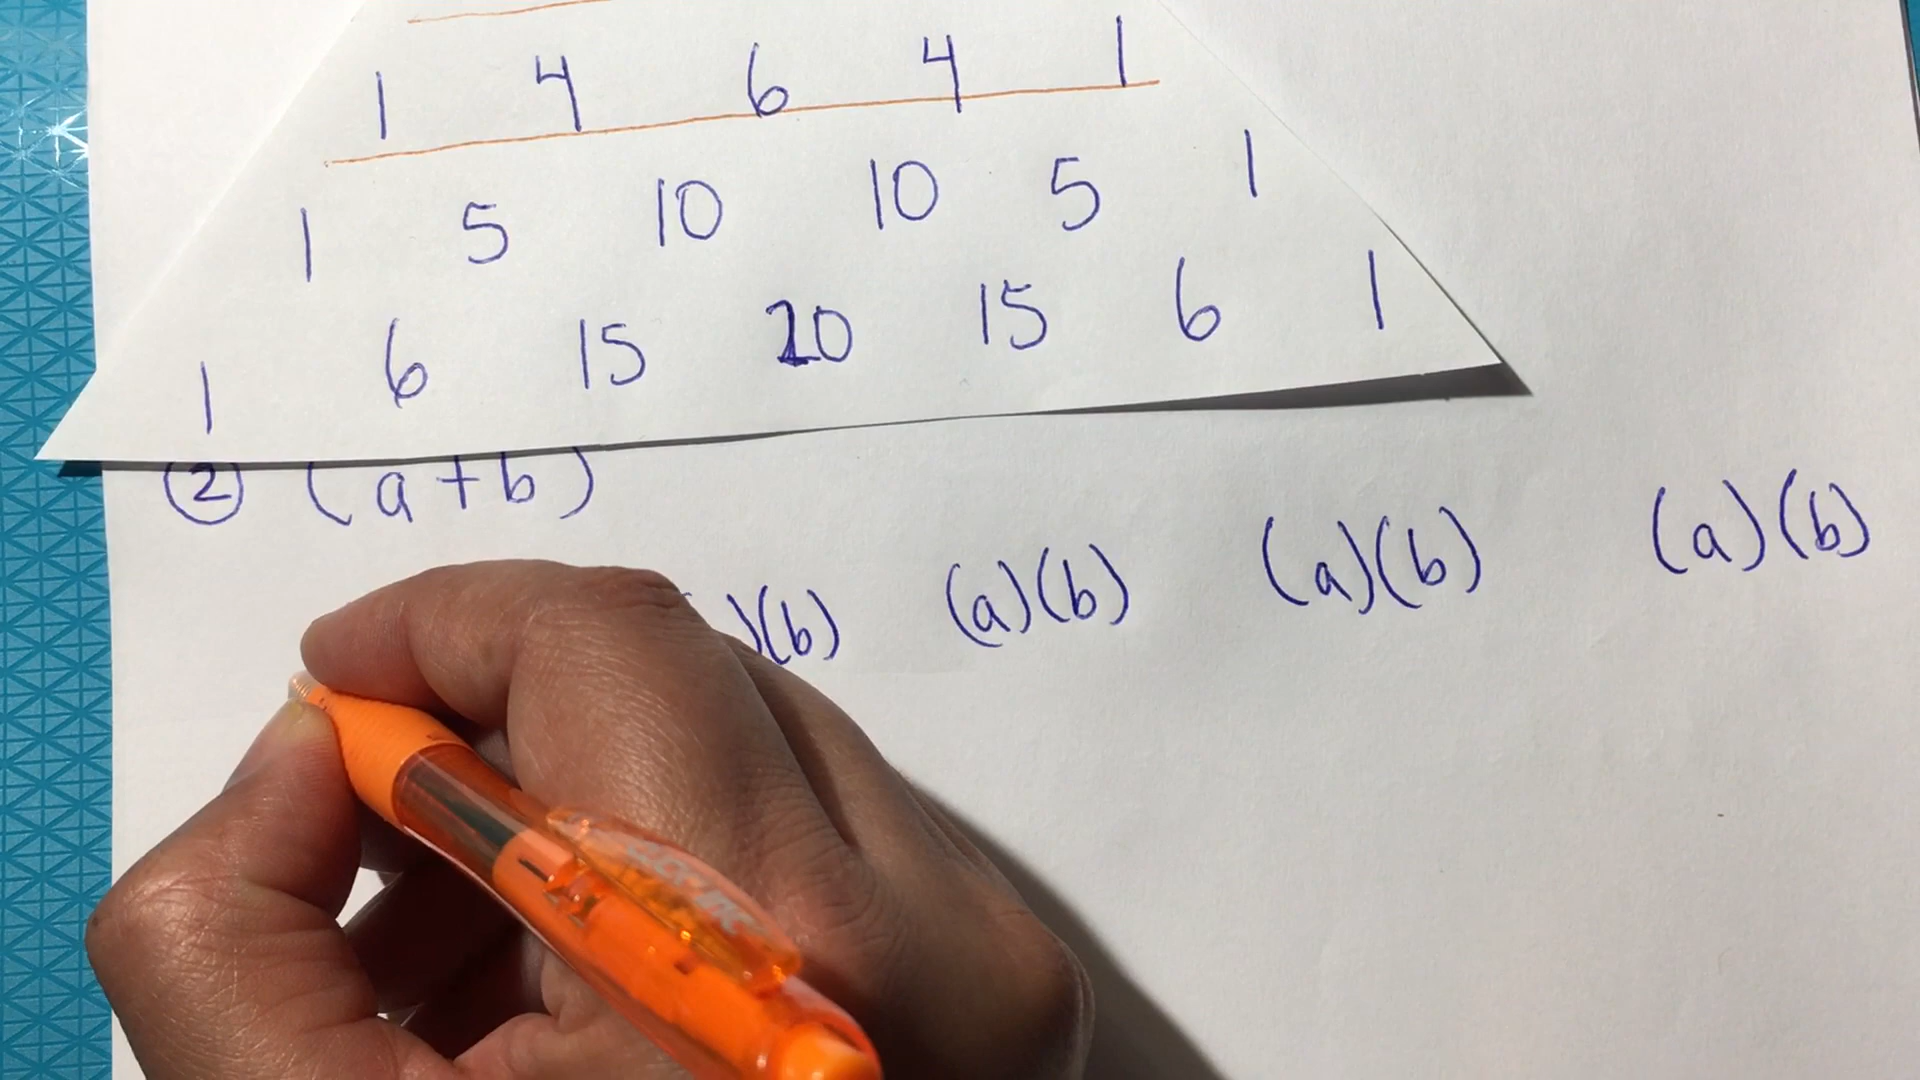 1 4 6 4 1
1 5 10 10 5 1
1 6 15 20 15 6 1
② (a+b)
)(b) (a)(b) (a)(b) (a)(b)